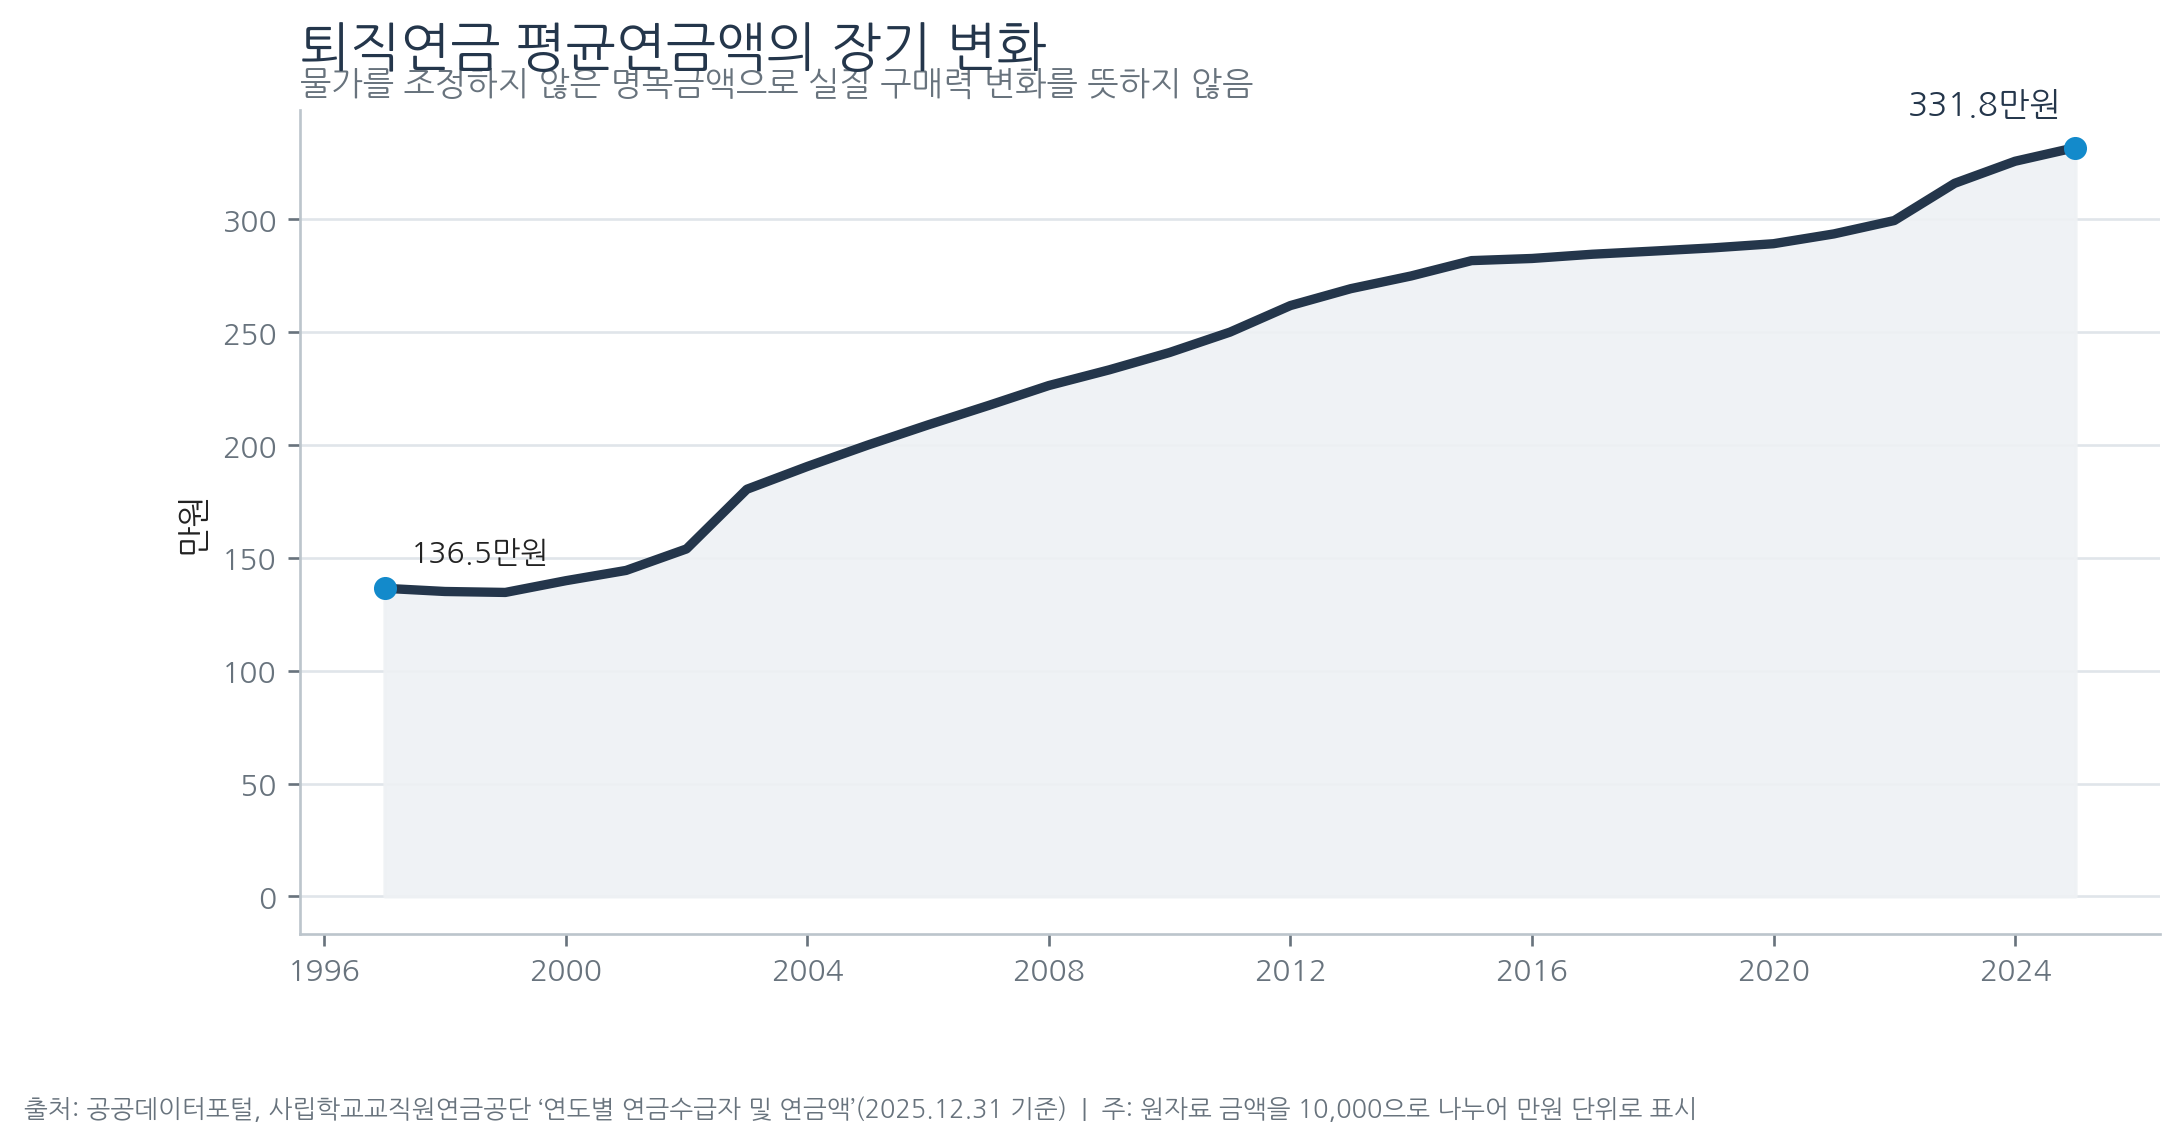 퇴직연금 평균연금액의 장기 변화
물가를 조정하지 않은 명목금액으로 실질 구매력 변화를 뜻하지 않음
331.8만원
300
250
200
만원
136.5만원
150
100
50
0
1996 2000 2004 2008 2012 2016 2020 2024
출처: 공공데이터포털, 사립학교교직원연금공단 ‘연도별 연금수급자 및 연금액’(2025.12.31 기준) | 주: 원자료 금액을 10,000으로 나누어 만원 단위로 표시